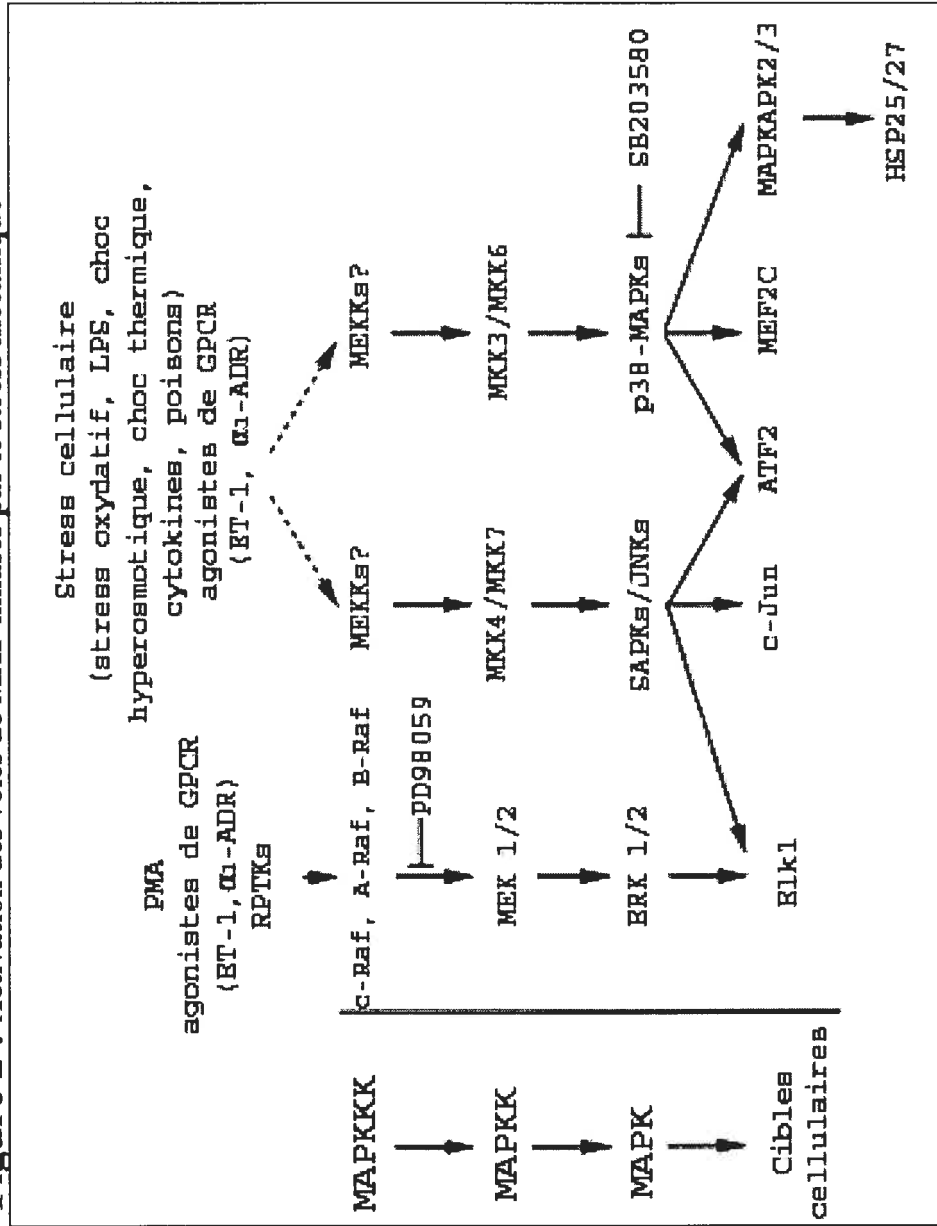 Stress cellulaire
(stress oxydatif, LPS, choc
hyperosmotique, choc thermique,
cytokines, poisons)
agonistes de GPCR
(ET-1, α1-ADR)
PMA
agonistes de GPCR
(ET-1, α1-ADR)
RPTKs
MAPKKK
c-Raf, A-Raf, B-Raf
MEKKs?
MEKKs?
PD98059
MAPKK
MEK 1/2
MKK4/MKK7
MKK3/MKK6
MAPK
ERK 1/2
SAPKs/JNKs
p38-MAPKs
SB203580
Cibles
cellulaires
Elk1
c-Jun
ATF2
MEF2C
MAPKAPK2/3
HSP25/27